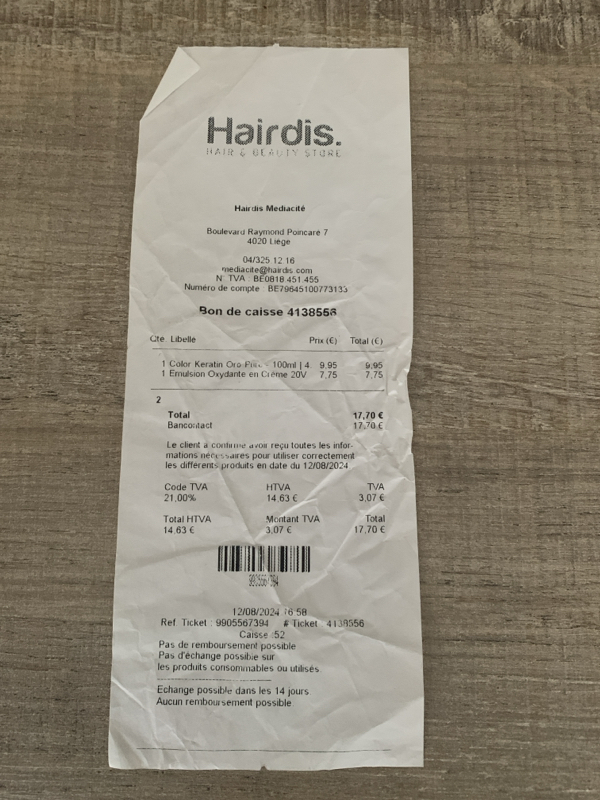 Hairdis.
HAIR & BEAUTY STORE
Hairdis Mediacité
Boulevard Raymond Poincaré 7
4020 Liège
04/325 12 16
mediacite@hairdis.com
N. TVA : BE0818 451 455
Numéro de compte : BE79645100773133
Bon de caisse 4138556
Qte. Libelle Prix (€) Total (€)
1 Color Keratin Oro Puro - 100ml | 4. 9,95 9,95
1 Emulsion Oxydante en Crème 20V 7,75 7,75
2
Total 17,70 €
Bancontact 17,70 €
Le client a confirmé avoir reçu toutes les infor-
mations nécessaires pour utiliser correctement
les différents produits en date du 12/08/2024
Code TVA HTVA TVA
21,00% 14,63 € 3,07 €
Total HTVA Montant TVA Total
14,63 € 3,07 € 17,70 €
9905567394
12/08/2024 16:58
Ref. Ticket : 9905567394 # Ticket : 4138556
Caisse :52
Pas de remboursement possible
Pas d'échange possible sur
les produits consommables ou utilisés.
Echange possible dans les 14 jours
Aucun remboursement possible